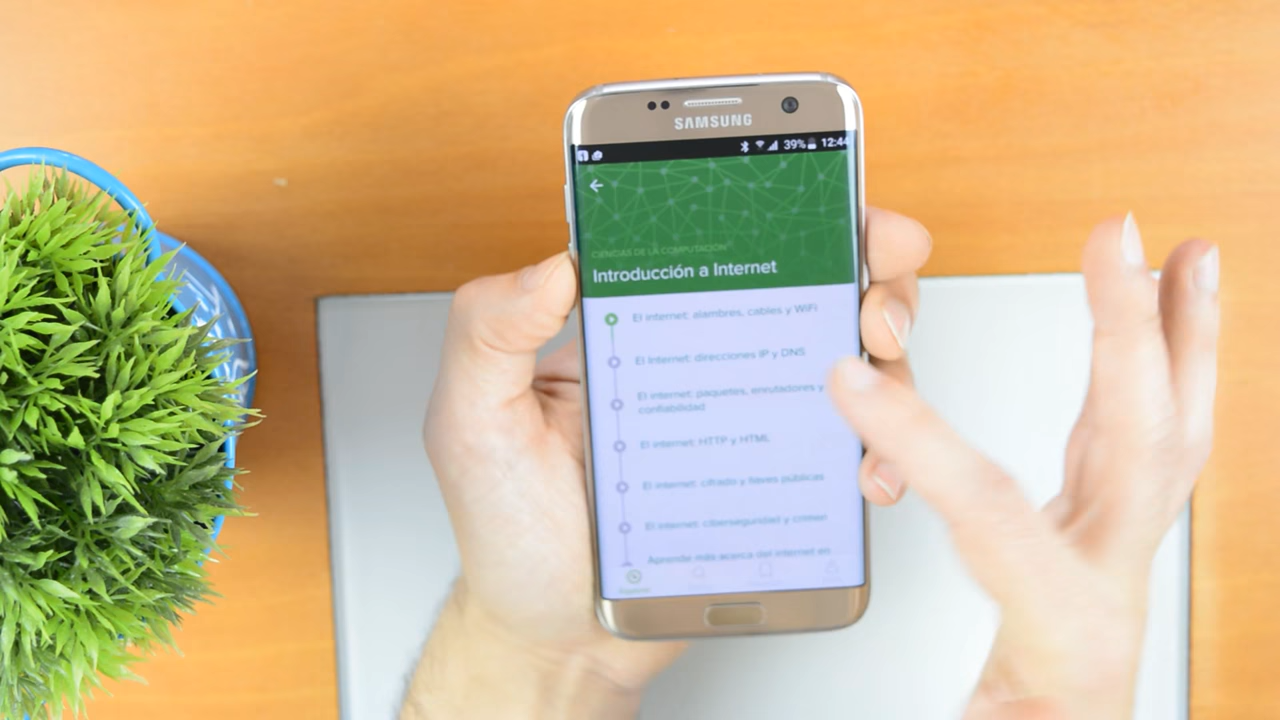 SAMSUNG
39% 12:44
CIENCIAS DE LA COMPUTACIÓN
Introducción a Internet
El internet: alambres, cables y WiFi
El Internet: direcciones IP y DNS
El internet: paquetes, enrutadores y
confiabilidad
El internet: HTTP y HTML
El internet: cifrado y llaves públicas
El internet: ciberseguridad y crimen
Aprende más acerca del internet en